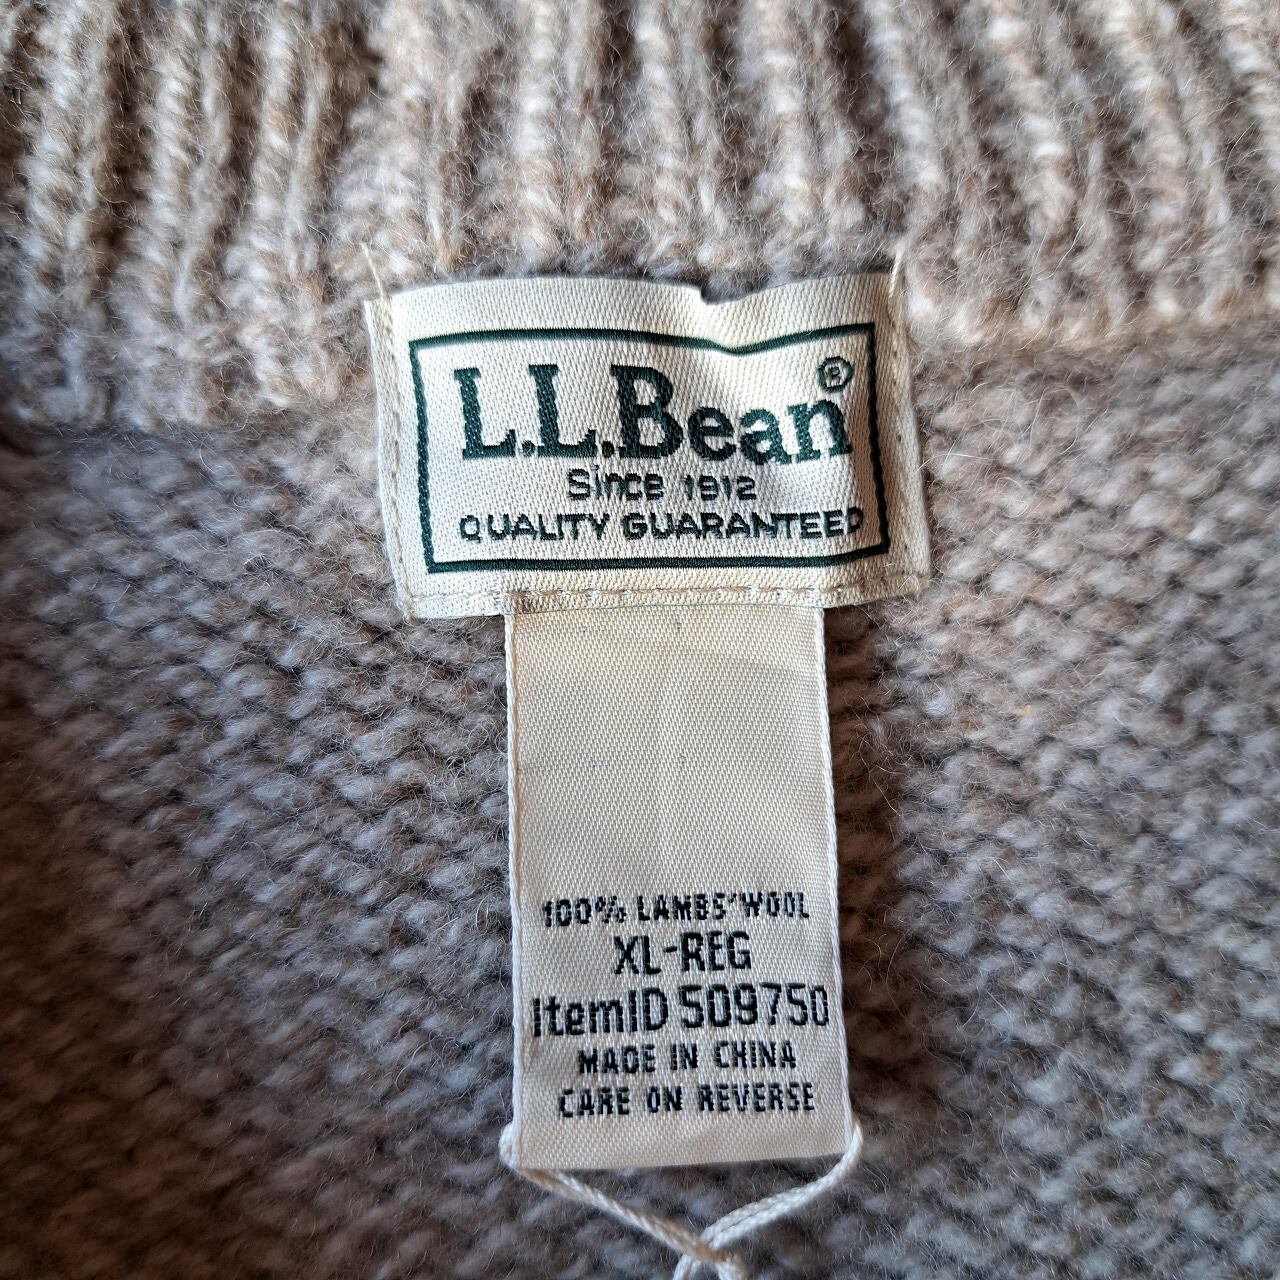 L.L.Bean®
Since 1912
QUALITY GUARANTEED
100% LAMBS' WOOL
XL-REG
ItemID 509750
MADE IN CHINA
CARE ON REVERSE